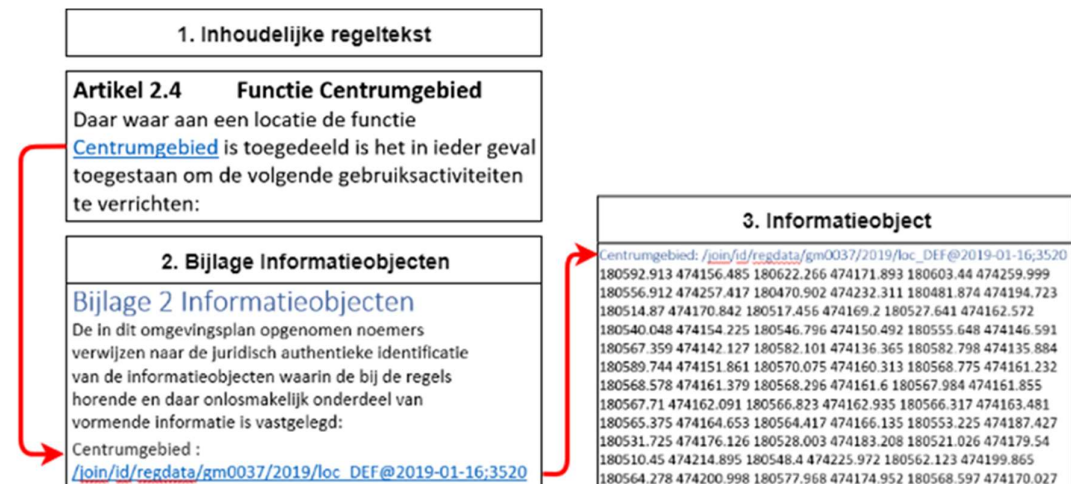 1. Inhoudelijke regeltekst
Artikel 2.4 Functie Centrumgebied
Daar waar aan een locatie de functie
Centrumgebied is toegedeeld is het in ieder geval
toegestaan om de volgende gebruiksactiviteiten
te verrichten:
2. Bijlage Informatieobjecten
Bijlage 2 Informatieobjecten
De in dit omgevingsplan opgenomen noemers
verwijzen naar de juridisch authentieke identificatie
van de informatieobjecten waarin de bij de regels
horende en daar onlosmakelijk onderdeel van
vormende informatie is vastgelegd:
Centrumgebied :
/join/id/regdata/gm0037/2019/loc_DEF@2019-01-16;3520
3. Informatieobject
Centrumgebied: /join/id/regdata/gm0037/2019/loc_DEF@2019-01-16;3520
180592.913 474156.485 180622.266 474171.893 180603.44 474259.999
180556.912 474257.417 180470.902 474232.311 180481.874 474194.723
180514.87 474170.842 180517.456 474169.2 180527.641 474162.572
180540.048 474154.225 180546.796 474150.492 180555.648 474146.591
180567.359 474142.127 180582.101 474136.365 180582.798 474135.884
180589.744 474151.861 180570.075 474160.313 180568.775 474161.232
180568.578 474161.379 180568.296 474161.6 180567.984 474161.855
180567.71 474162.091 180566.823 474162.935 180566.317 474163.481
180565.375 474164.653 180564.417 474166.135 180553.225 474187.427
180531.725 474176.126 180528.003 474183.208 180521.026 474179.54
180510.45 474214.895 180548.4 474225.972 180562.123 474199.865
180564.278 474200.998 180577.968 474174.952 180568.597 474170.027